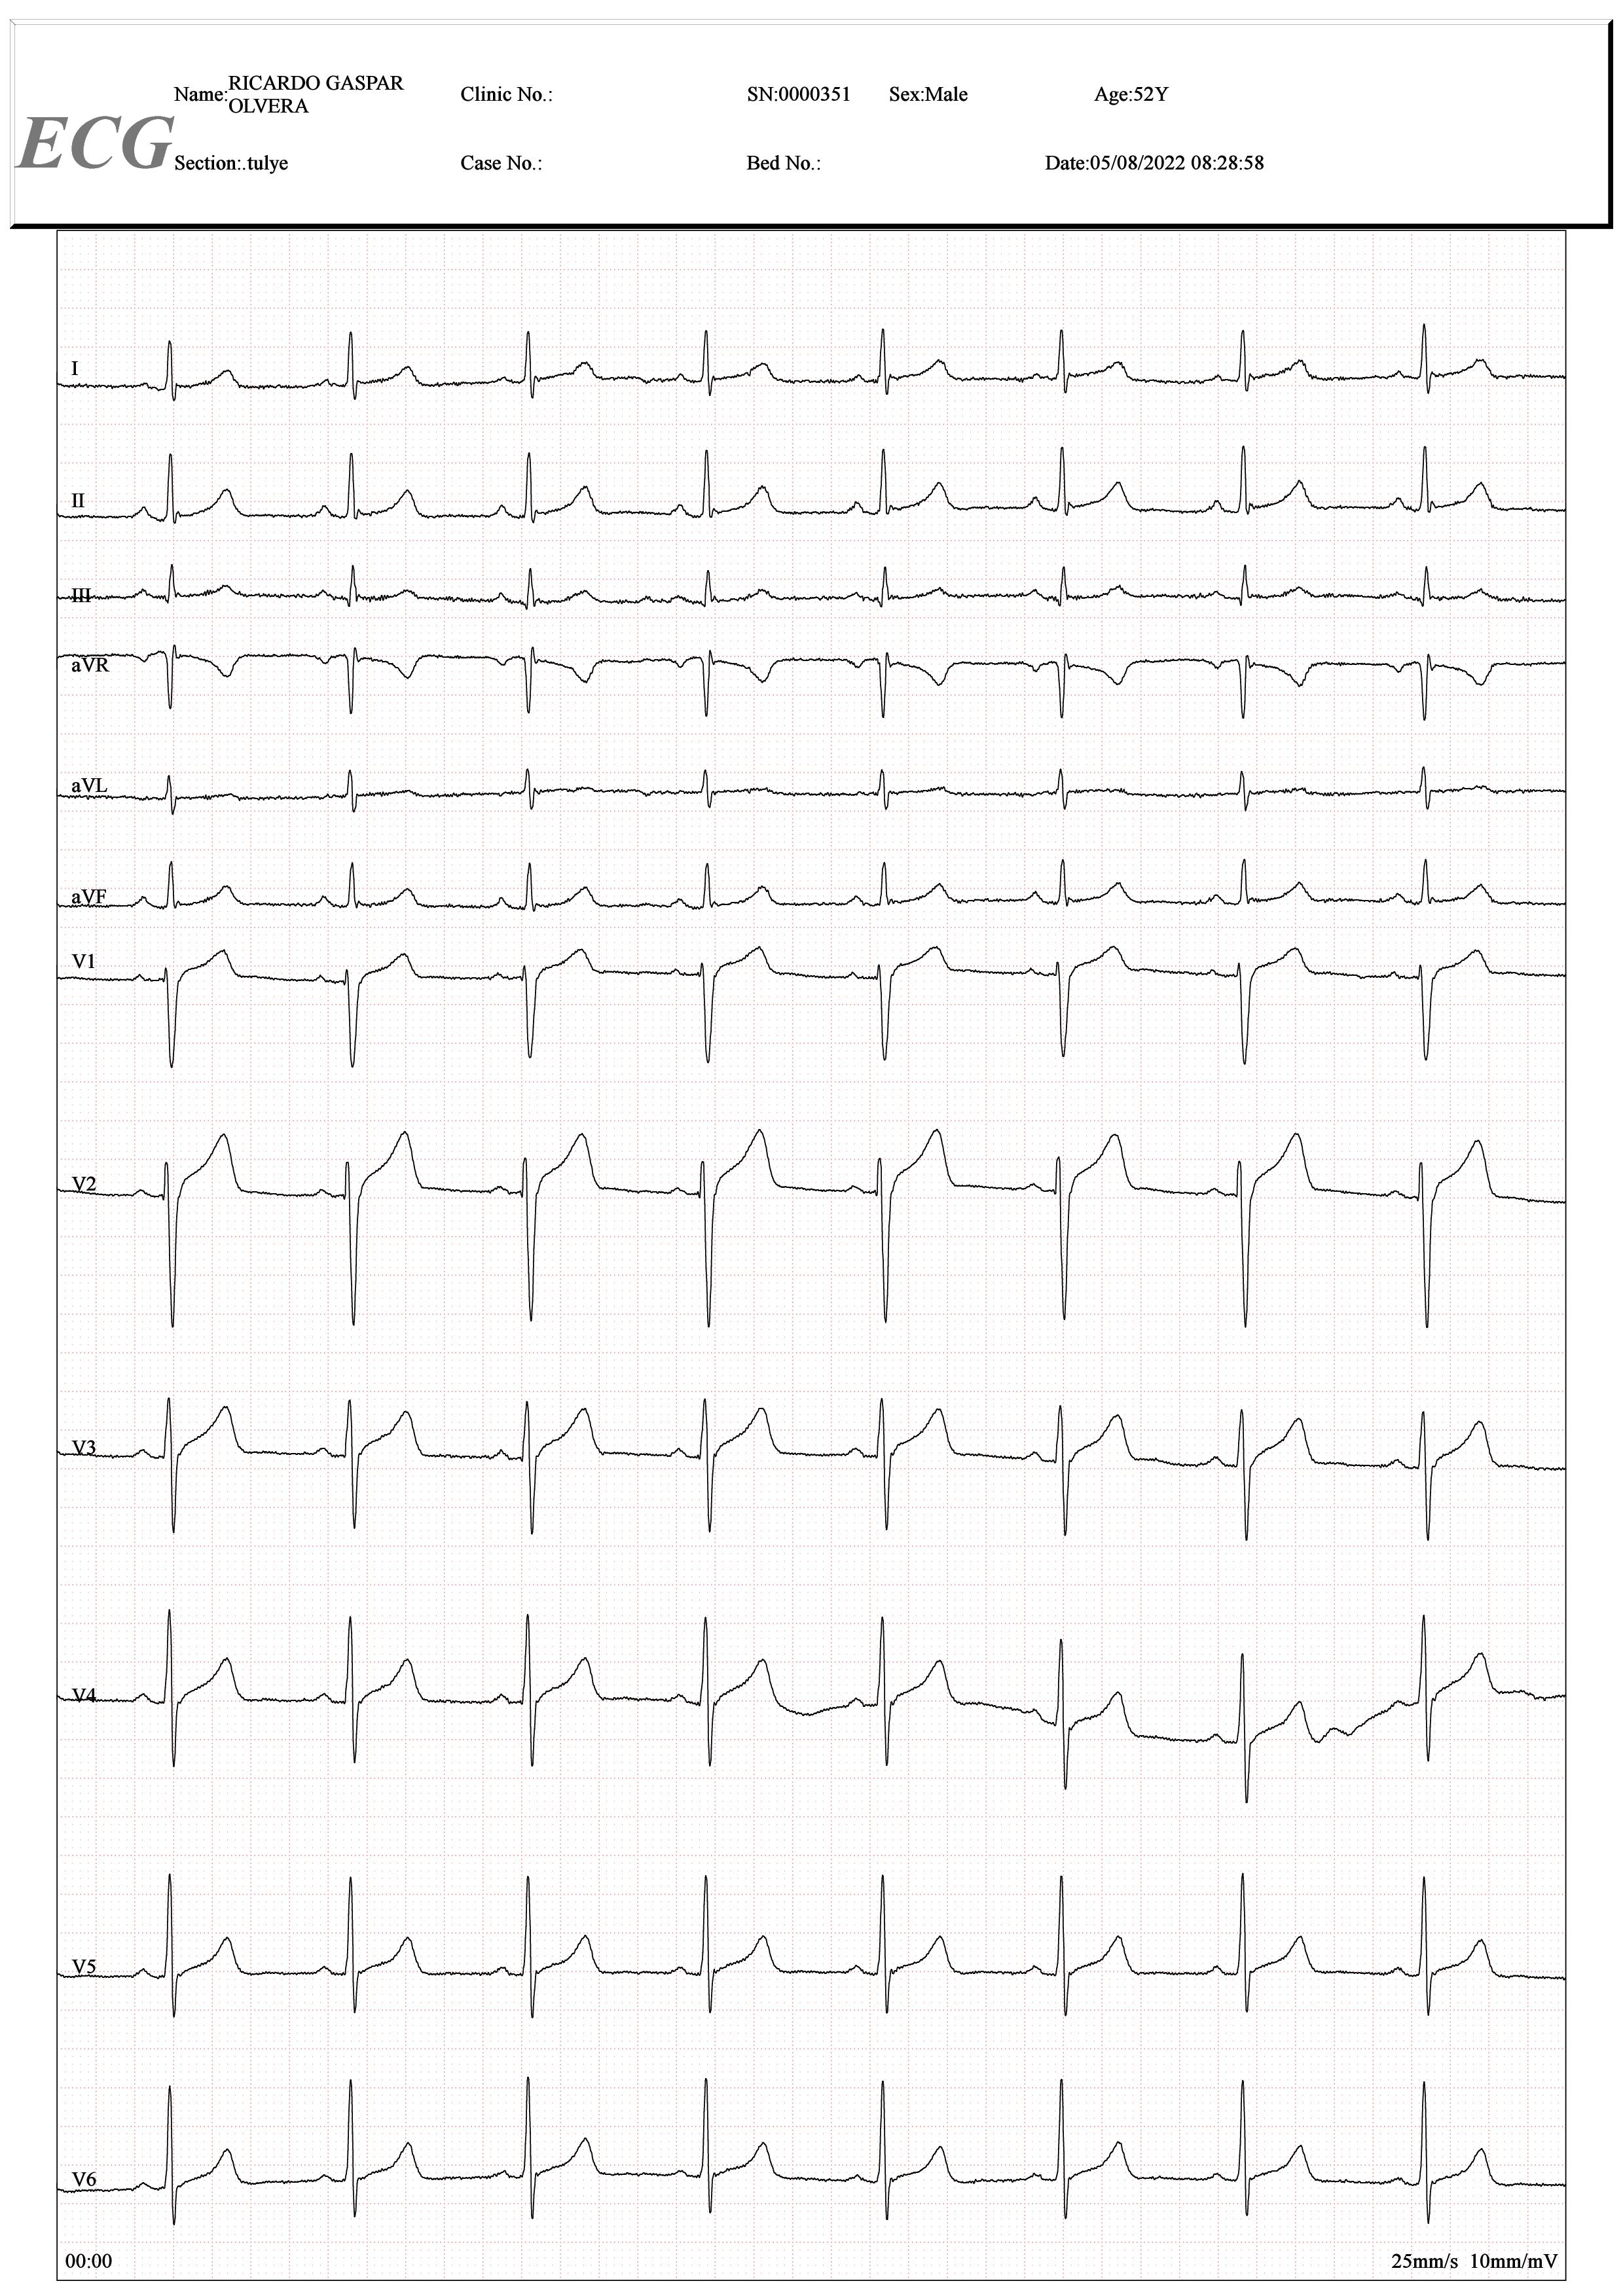 ECG
Name:RICARDO GASPAR OLVERA
Clinic No.:
SN:0000351
Sex:Male
Age:52Y
Section:.tulye
Case No.:
Bed No.:
Date:05/08/2022 08:28:58
I
II
III
aVR
aVL
aVF
V1
V2
V3
V4
V5
V6
00:00
25mm/s 10mm/mV